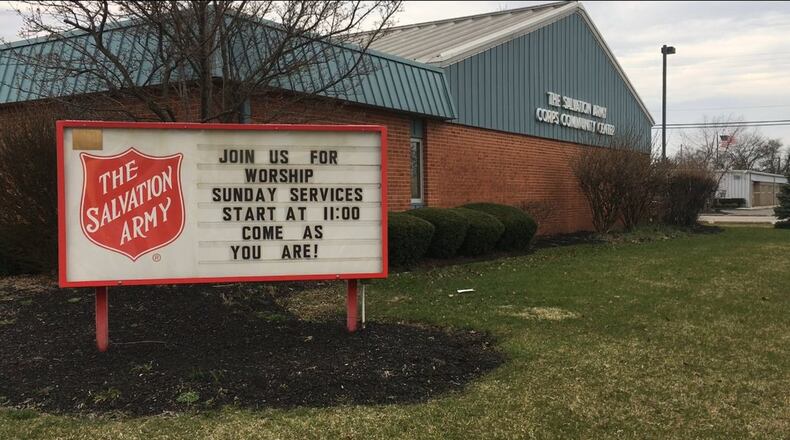 THE
SALVATION
ARMY
®
JOIN US FOR
WORSHIP
SUNDAY SERVICES
START AT 11:00
COME AS
YOU ARE!
THE SALVATION ARMY
CORPS COMMUNITY CENTER